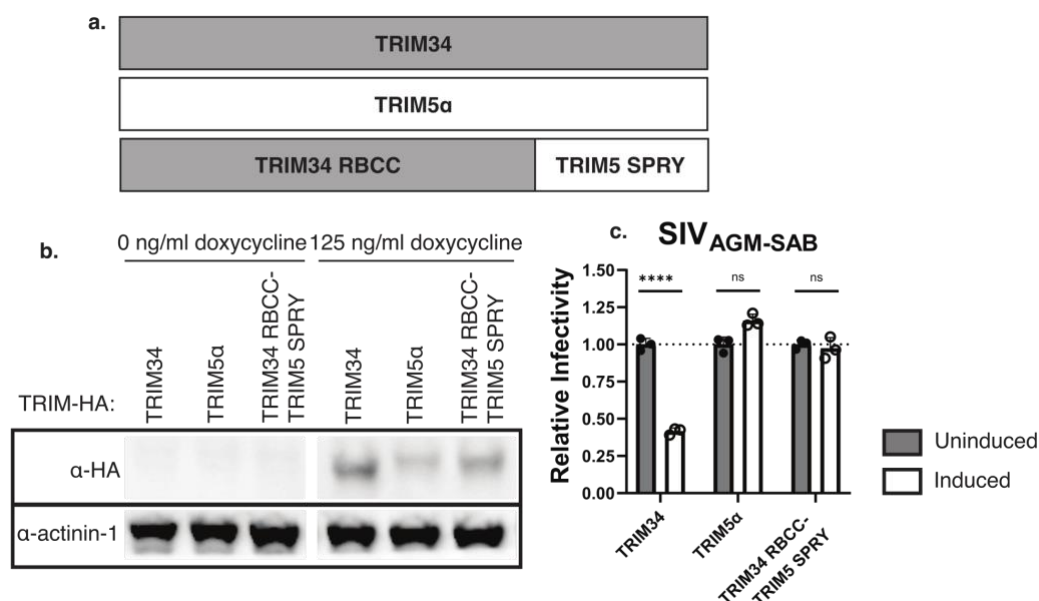 a.
TRIM34
TRIM5α
TRIM34 RBCC
TRIM5 SPRY
b.
0 ng/ml doxycycline
125 ng/ml doxycycline
TRIM-HA:
TRIM34
TRIM5α
TRIM34 RBCC-
TRIM5 SPRY
TRIM34
TRIM5α
TRIM34 RBCC-
TRIM5 SPRY
α-HA
α-actinin-1
c.
SIVAGM-SAB
Relative Infectivity
1.50
1.25
1.00
0.75
0.50
0.25
0.00
****
ns
ns
TRIM34
TRIM5α
TRIM34 RBCC-
TRIM5 SPRY
Uninduced
Induced